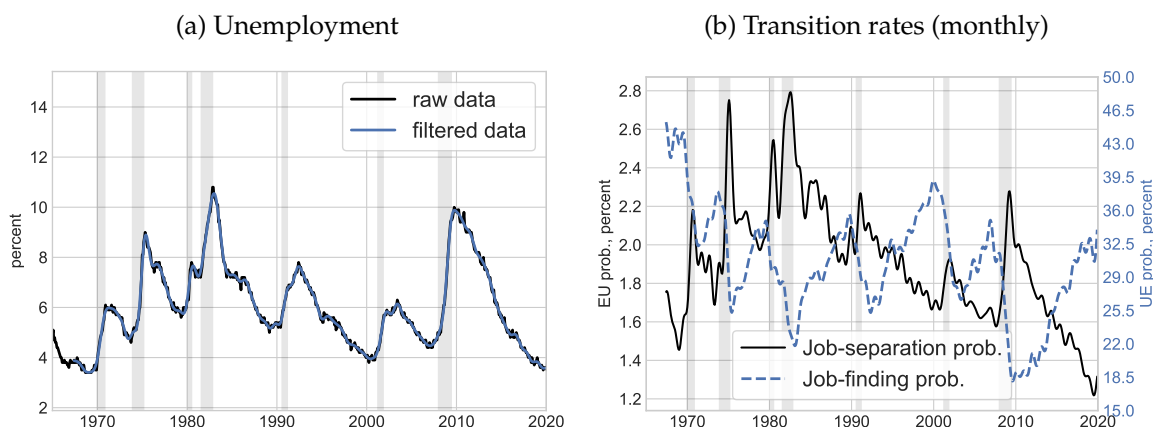 (a) Unemployment
14
12
10
8
6
4
2
percent
raw data
filtered data
1970 1980 1990 2000 2010 2020
(b) Transition rates (monthly)
2.8
2.6
2.4
2.2
2.0
1.8
1.6
1.4
1.2
EU prob., percent
Job-separation prob.
Job-finding prob.
50.0
46.5
43.0
39.5
36.0
32.5
29.0
25.5
22.0
18.5
15.0
UE prob., percent
1970 1980 1990 2000 2010 2020